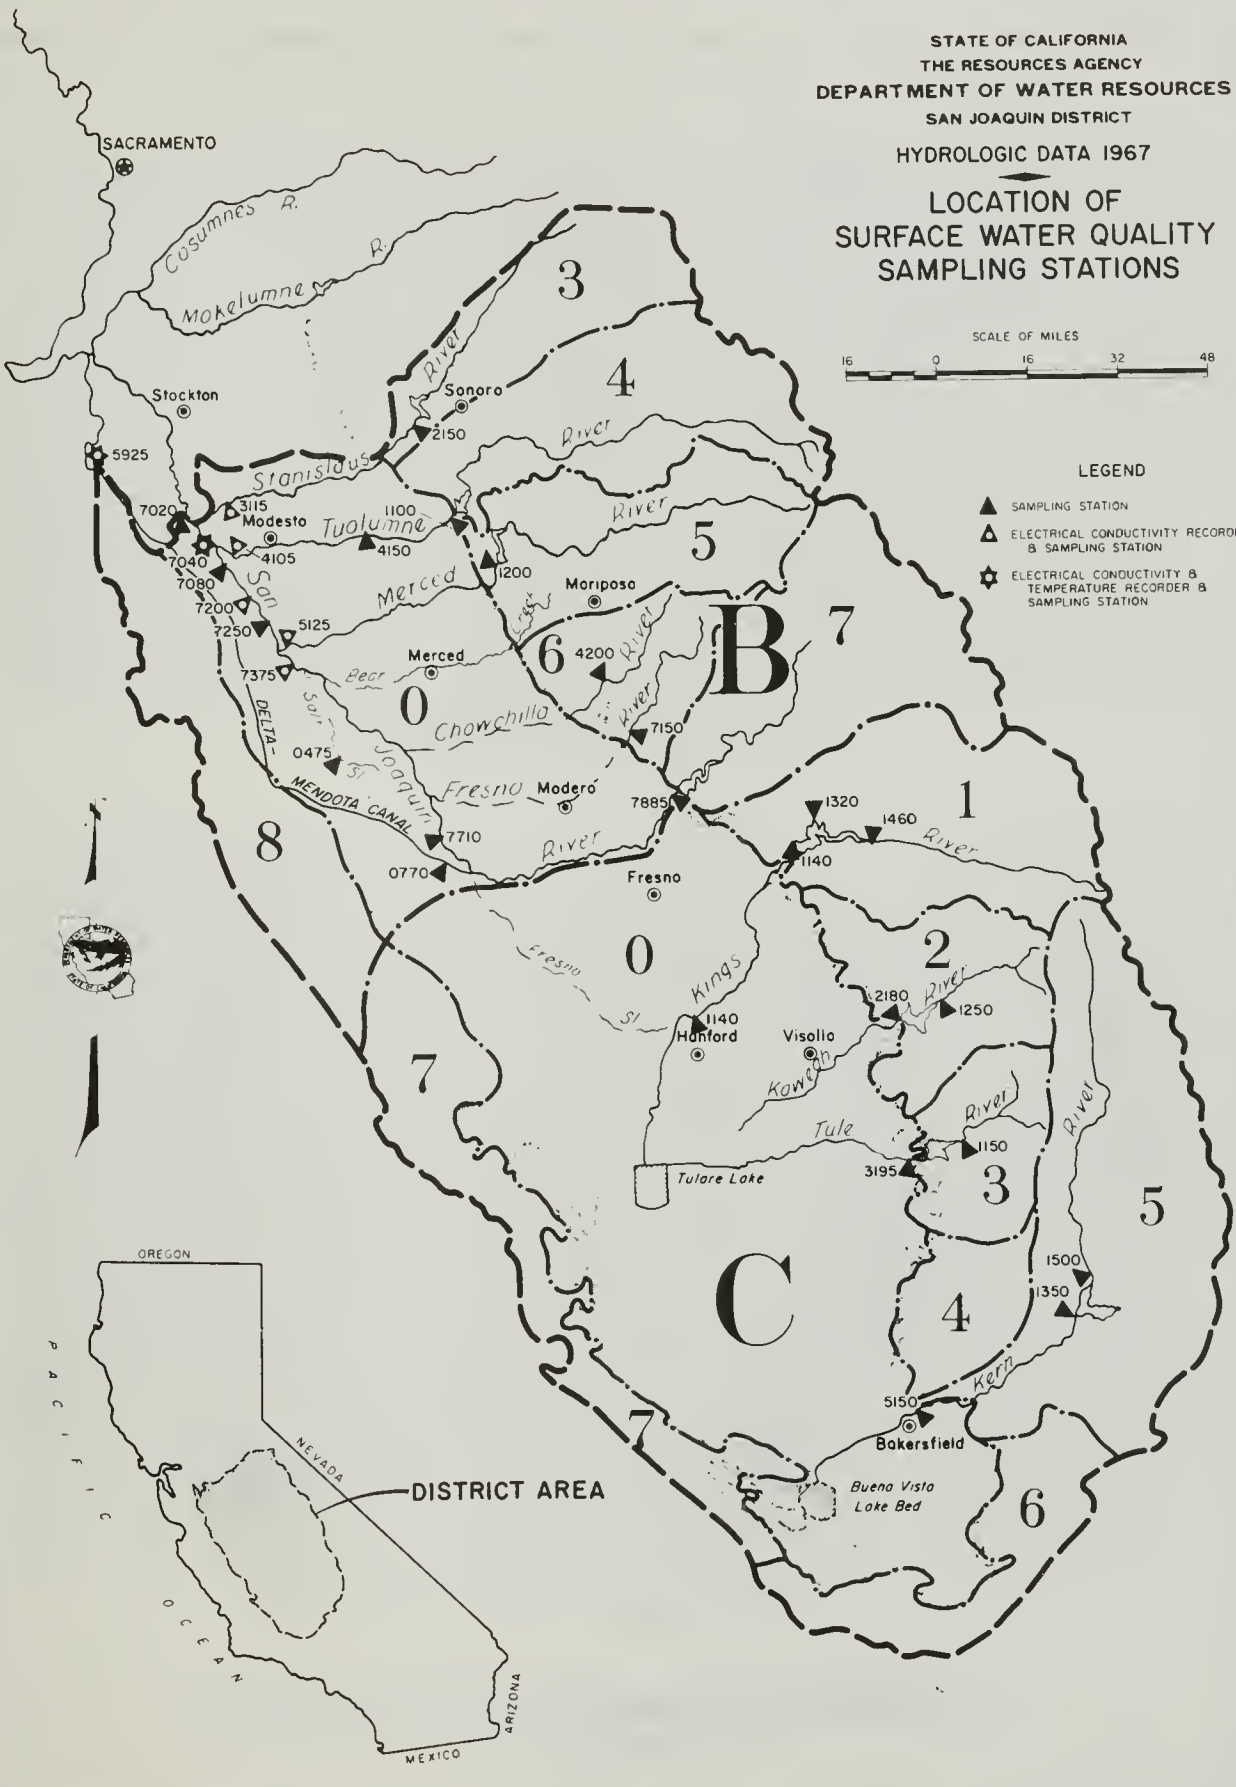 STATE OF CALIFORNIA
THE RESOURCES AGENCY
DEPARTMENT OF WATER RESOURCES
SAN JOAQUIN DISTRICT
HYDROLOGIC DATA 1967
LOCATION OF
SURFACE WATER QUALITY
SAMPLING STATIONS
SCALE OF MILES
16 0 16 32 48
LEGEND
SAMPLING STATION
ELECTRICAL CONDUCTIVITY RECORD
& SAMPLING STATION
ELECTRICAL CONDUCTIVITY &
TEMPERATURE RECORDER &
SAMPLING STATION
SACRAMENTO
Cosumnes R.
Mokelumne R.
3
River
4
Sonoro
Stockton
2150
River
5925
Stanislaus
3115
7020
Modesto
1100
Tuolumne
River
4150
4105
5
7040
7080
San
Merced
1200
Mariposa
7200
Creek
B
7
7250
5125
6
4200
River
Merced
7375
Bear
0
Salt
Chowchilla
River
7150
DELTA-
0475
Sl
Joaquin
MENDOTA CANAL
Fresno
Madera
7885
1320
1
1460
River
8
7710
River
1140
0770
Fresno
0
2
Fresno
Sl
Kings
2180
River
1250
1140
Hanford
Visalia
7
Kaweah
River
River
Tule
1150
3195
3
Tulare Lake
5
C
1500
1350
4
Kern
5150
Bakersfield
7
Buena Vista
Lake Bed
6
OREGON
PACIFIC
NEVADA
DISTRICT AREA
OCEAN
ARIZONA
MEXICO